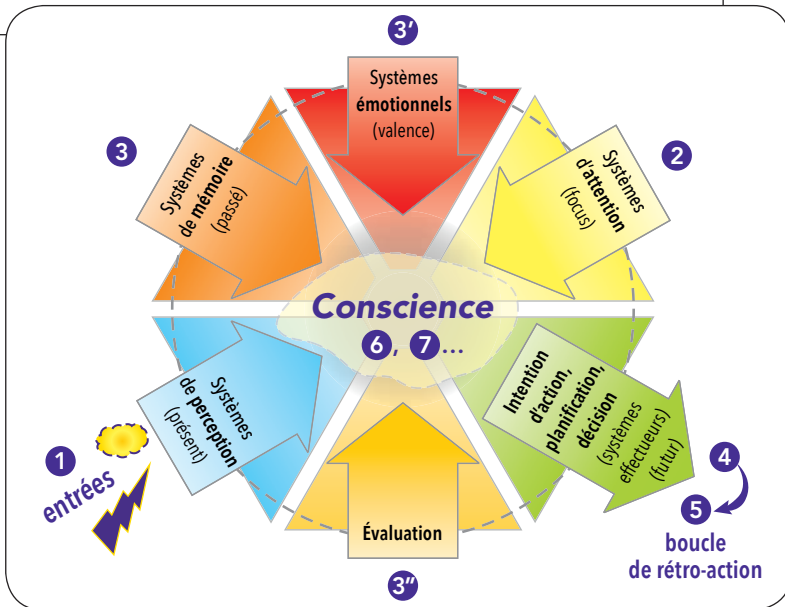 3′
Systèmes
émotionnels
(valence)
3
Systèmes
de mémoire
(passé)
2
Systèmes
d'attention
(focus)
Conscience
6, 7...
1
entrées
Systèmes
de perception
(présent)
Évaluation
3″
Intention
d'action,
planification,
décision
(systèmes
effectueurs)
(futur)
4
5
boucle
de rétro-action